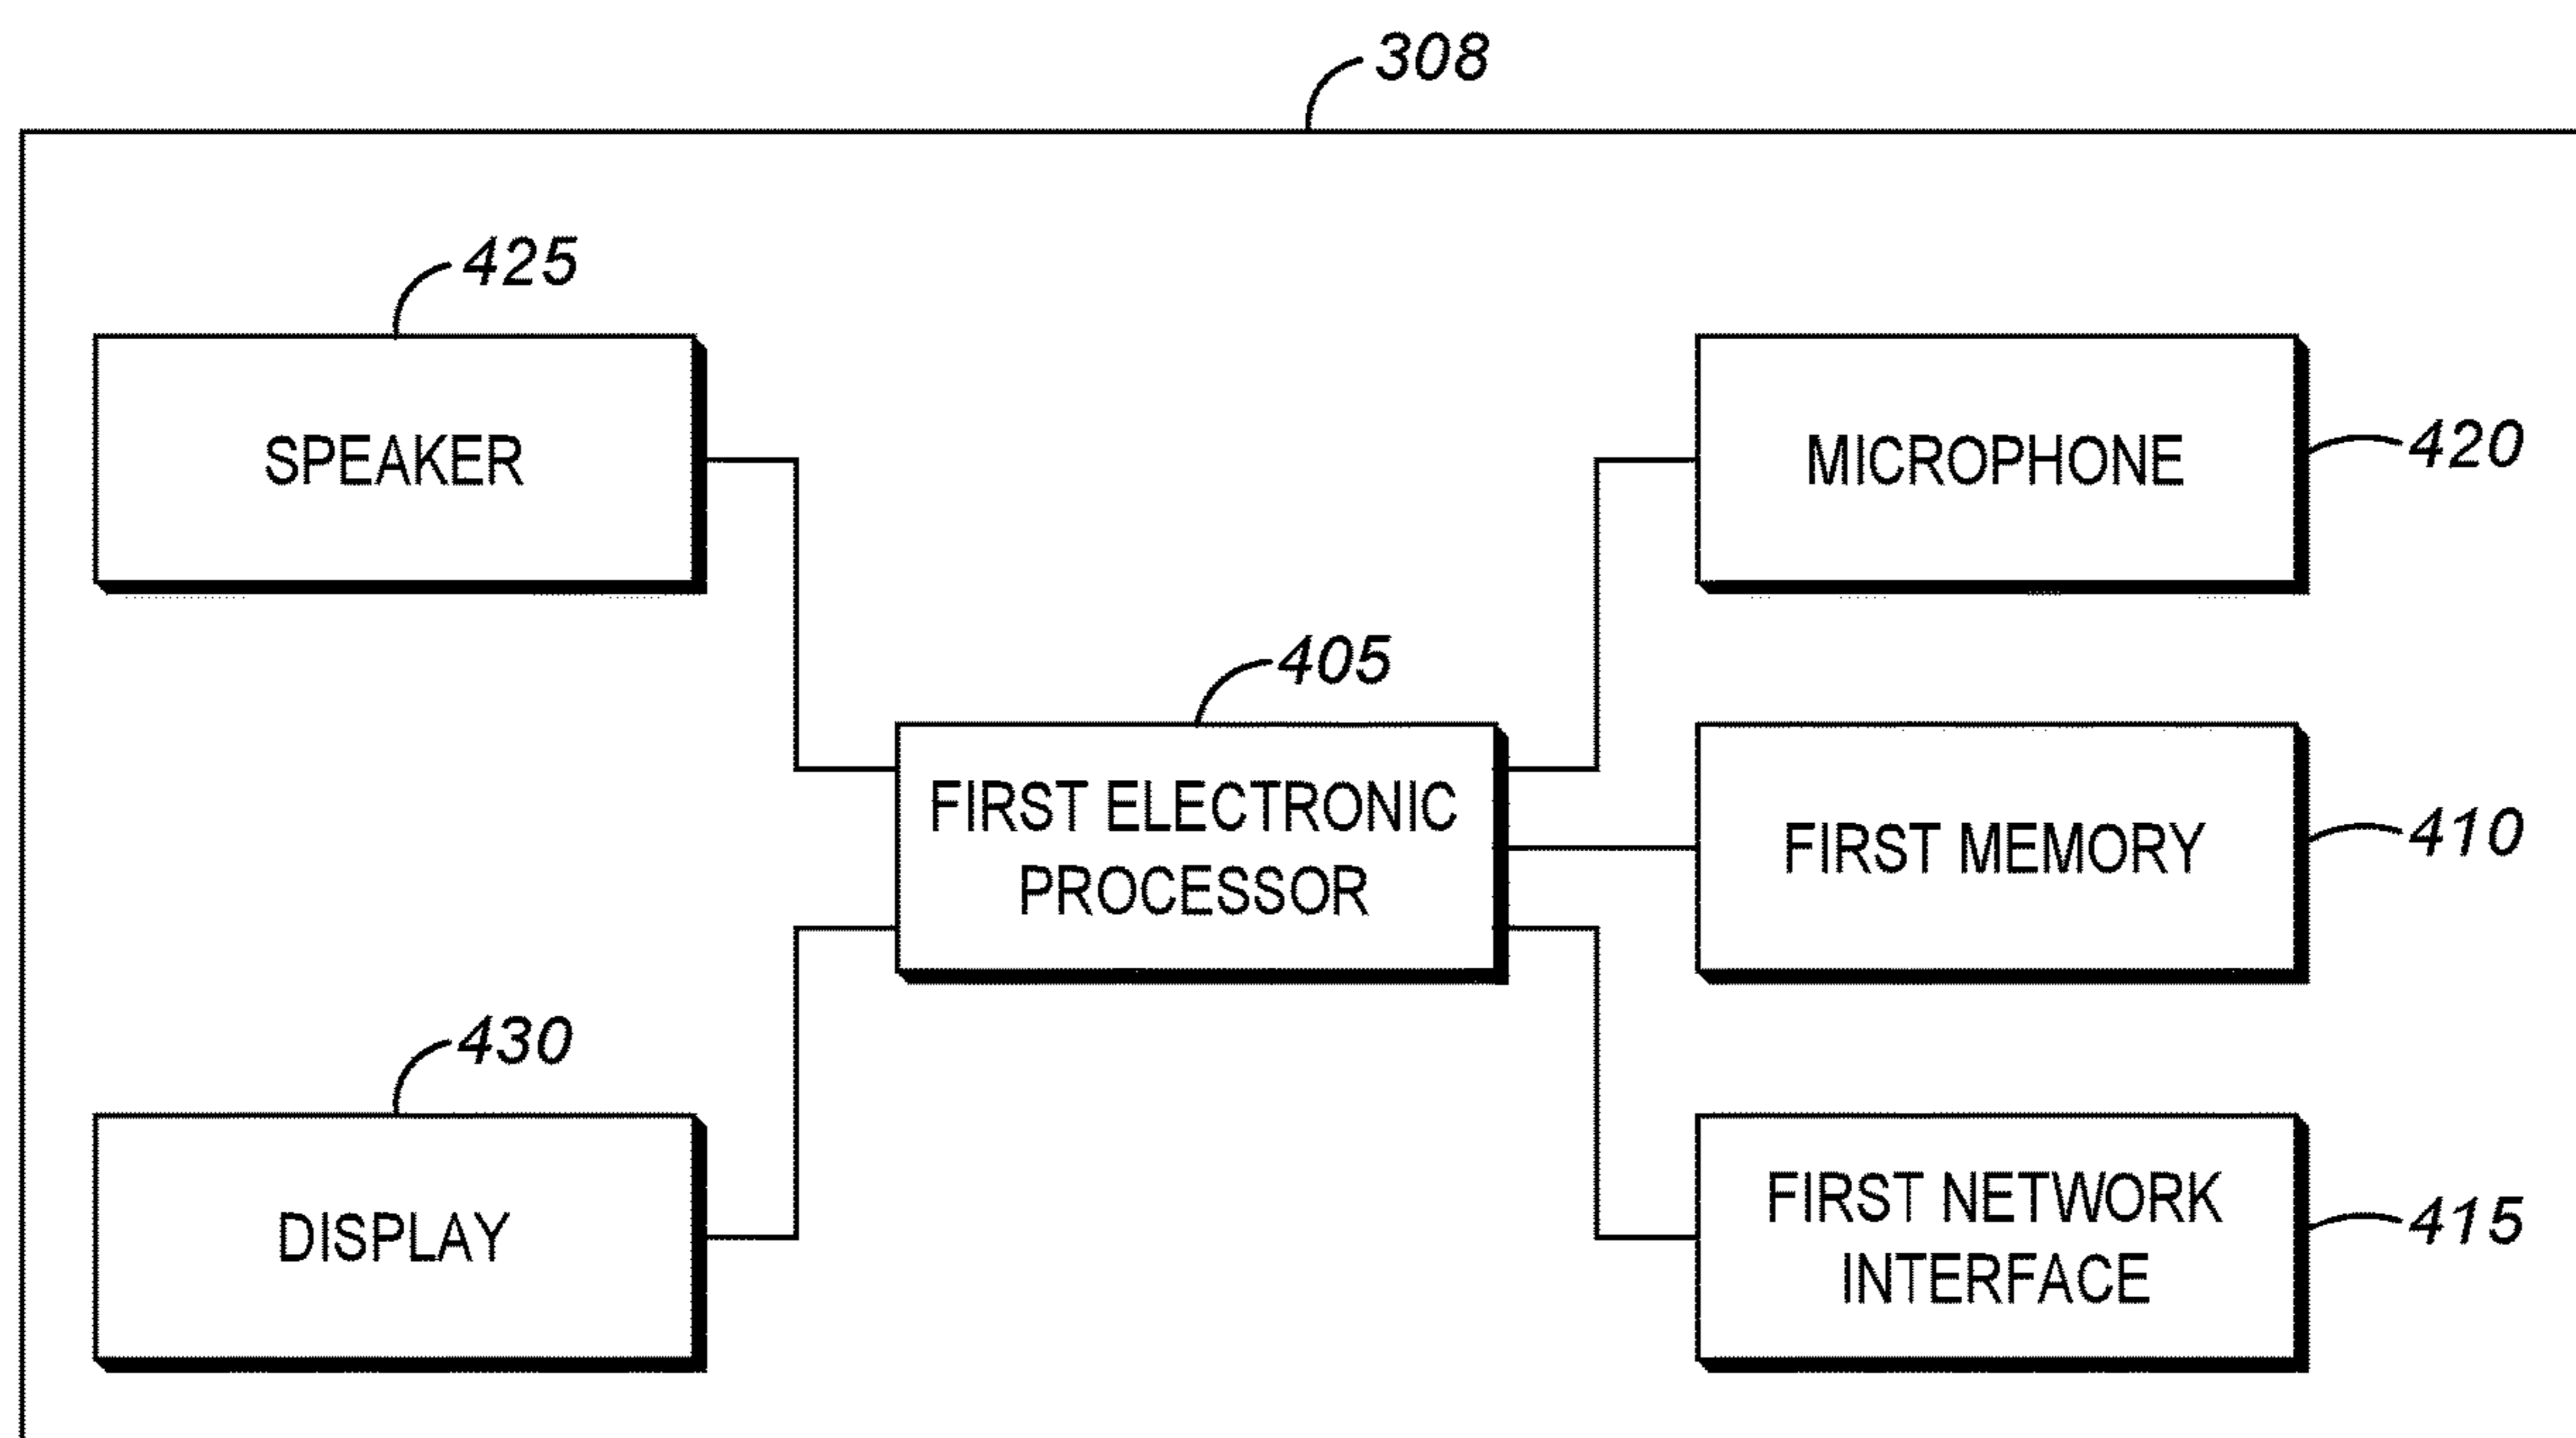 308
425
SPEAKER
MICROPHONE
420
405
FIRST ELECTRONIC
PROCESSOR
FIRST MEMORY
410
430
DISPLAY
FIRST NETWORK
INTERFACE
415